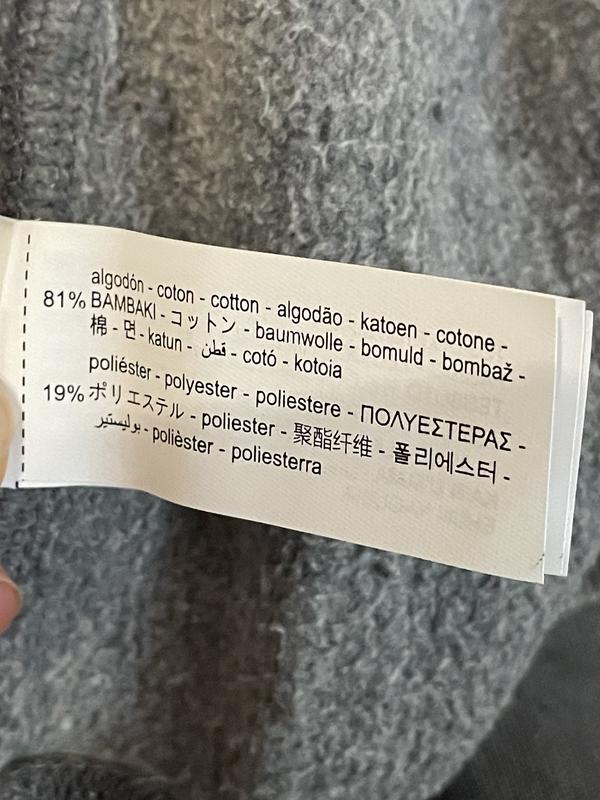 algodón - coton - cotton - algodão - katoen - cotone -
81% BAMBAKI - コットン - baumwolle - bomuld - bombaž -
棉 - 면 - katun - قطن - cotó - kotoia
poliéster - polyester - poliestere - ΠΟΛΥΕΣΤΕΡΑΣ -
19% ポリエステル - poliester - 聚酯纤维 - 폴리에스터 -
بوليستير - polièster - poliesterra